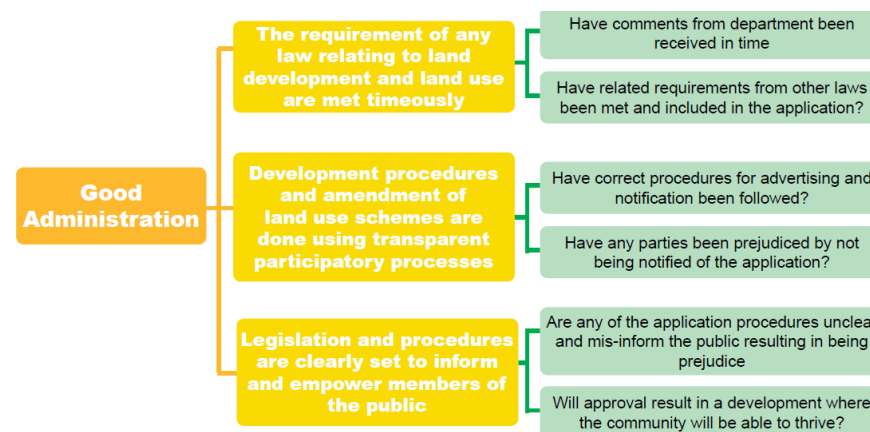 Good
Administration
The requirement of any
law relating to land
development and land use
are met timeously
Have comments from department been
received in time
Have related requirements from other laws
been met and included in the application?
Development procedures
and amendment of
land use schemes are
done using transparent
participatory processes
Have correct procedures for advertising and
notification been followed?
Have any parties been prejudiced by not
being notified of the application?
Legislation and procedures
are clearly set to inform
and empower members of
the public
Are any of the application procedures unclea
and mis-inform the public resulting in being
prejudice
Will approval result in a development where
the community will be able to thrive?